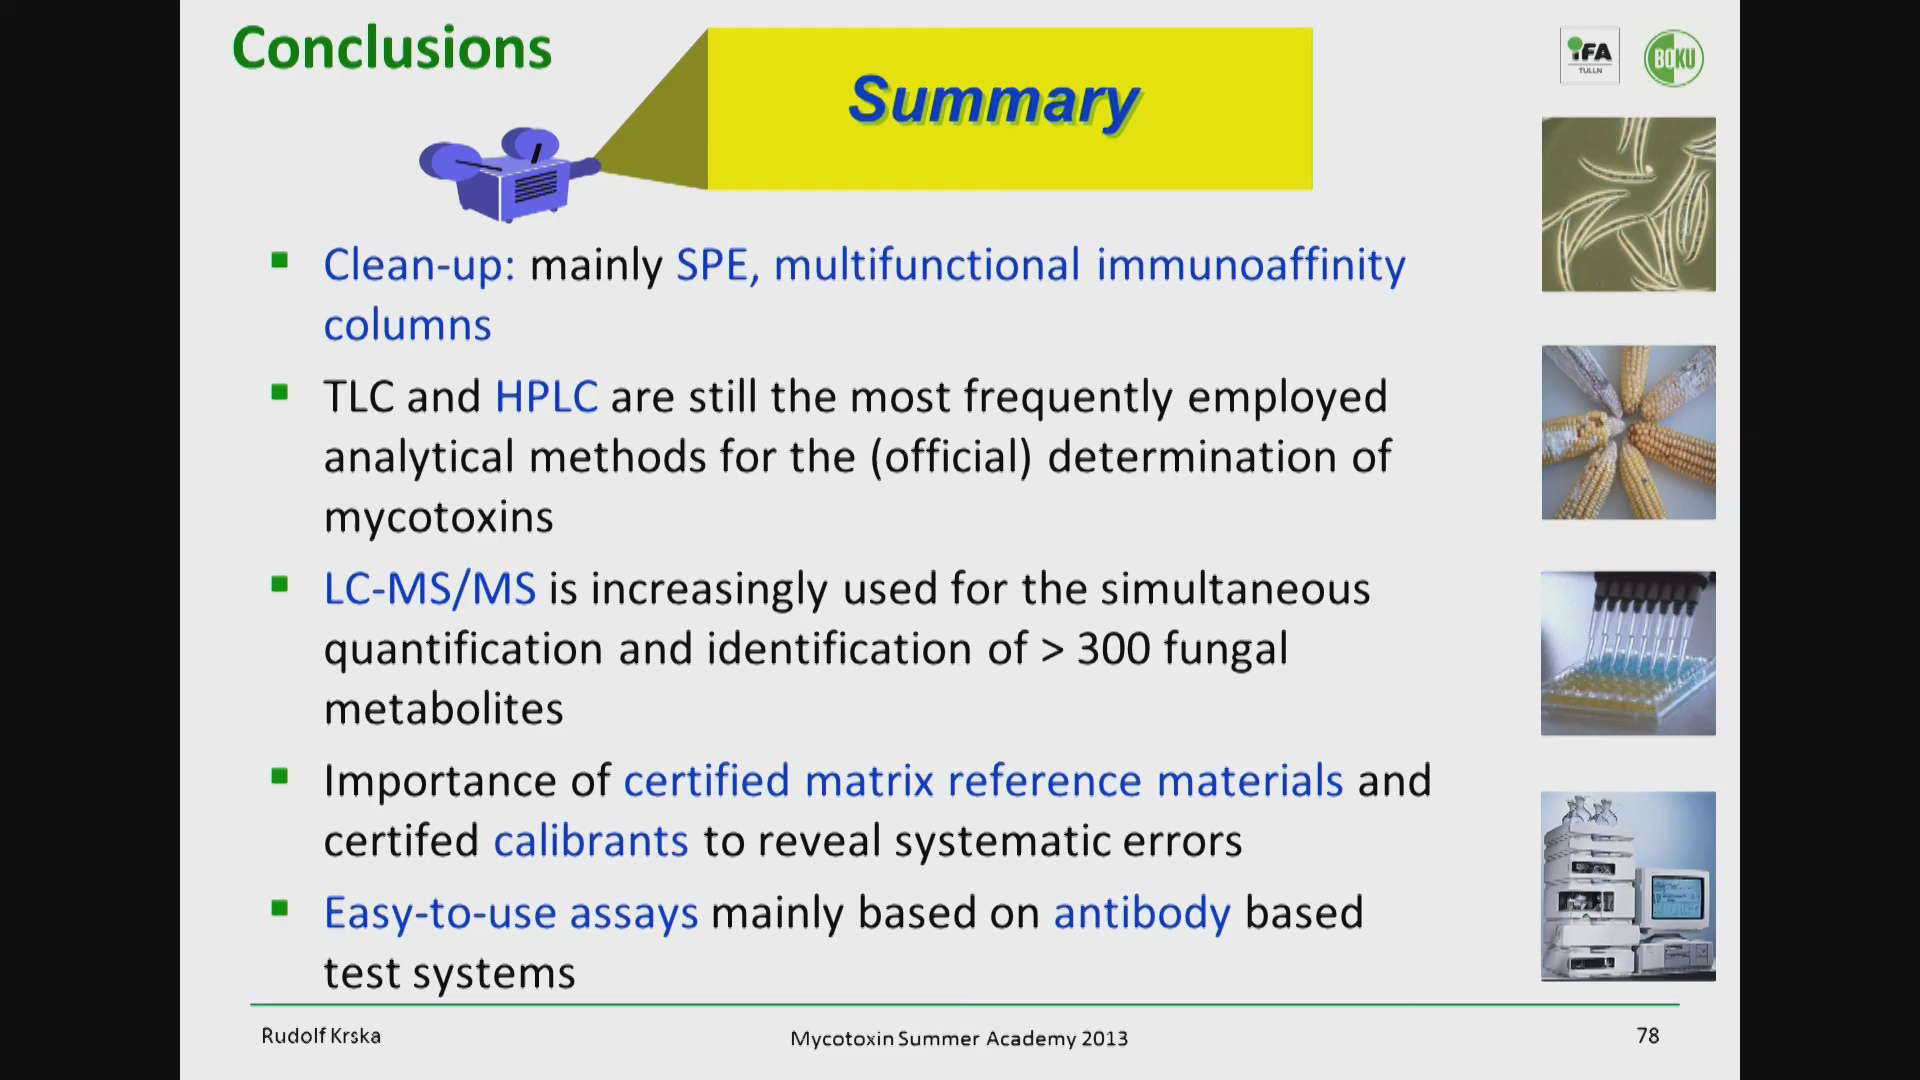 Conclusions
Summary
iFA
TULLN
BOKU
Clean-up: mainly SPE, multifunctional immunoaffinity
columns
TLC and HPLC are still the most frequently employed
analytical methods for the (official) determination of
mycotoxins
LC-MS/MS is increasingly used for the simultaneous
quantification and identification of > 300 fungal
metabolites
Importance of certified matrix reference materials and
certifed calibrants to reveal systematic errors
Easy-to-use assays mainly based on antibody based
test systems
Rudolf Krska
Mycotoxin Summer Academy 2013
78